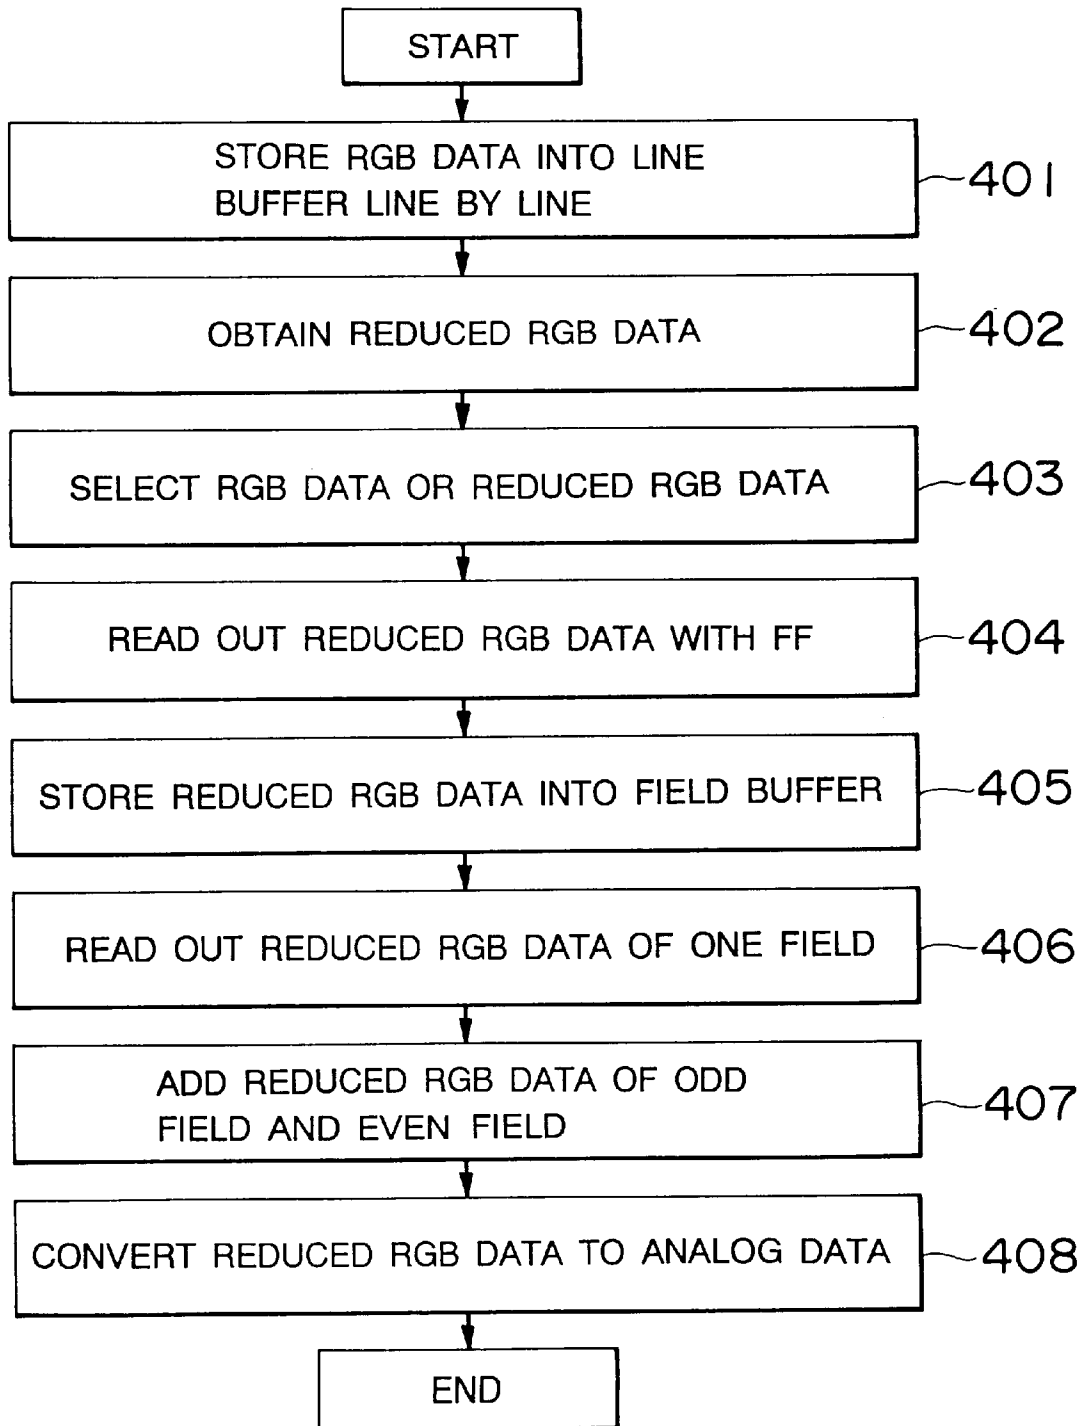 START
STORE RGB DATA INTO LINE
BUFFER LINE BY LINE
401
OBTAIN REDUCED RGB DATA
402
SELECT RGB DATA OR REDUCED RGB DATA
403
READ OUT REDUCED RGB DATA WITH FF
404
STORE REDUCED RGB DATA INTO FIELD BUFFER
405
READ OUT REDUCED RGB DATA OF ONE FIELD
406
ADD REDUCED RGB DATA OF ODD
FIELD AND EVEN FIELD
407
CONVERT REDUCED RGB DATA TO ANALOG DATA
408
END